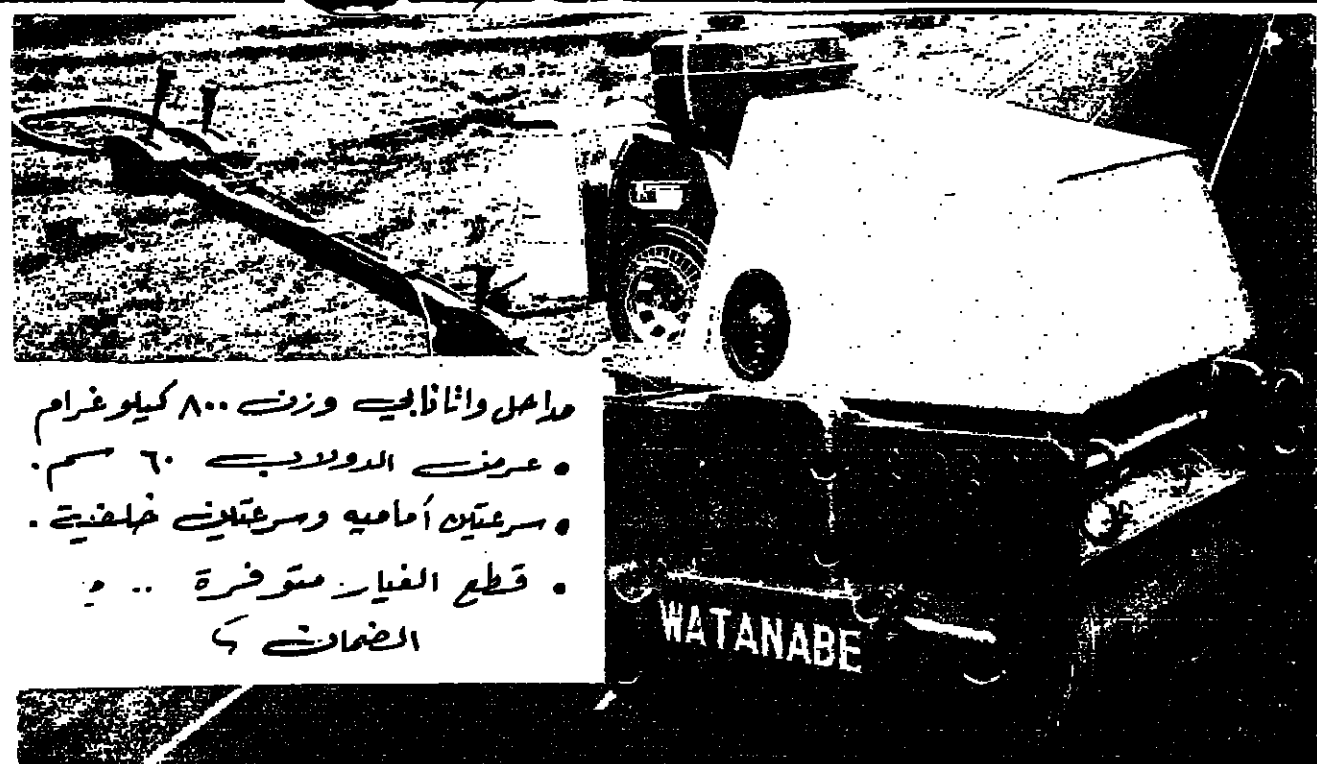 مداحل واتانابي وزن ٨٠٠ كيلوغرام
• عرض الدولاب ٦٠ سم.
• سرعتين أماميه وسرعتين خلفية.
• قطع الغيار متوفرة .. و
الضمان
WATANABE